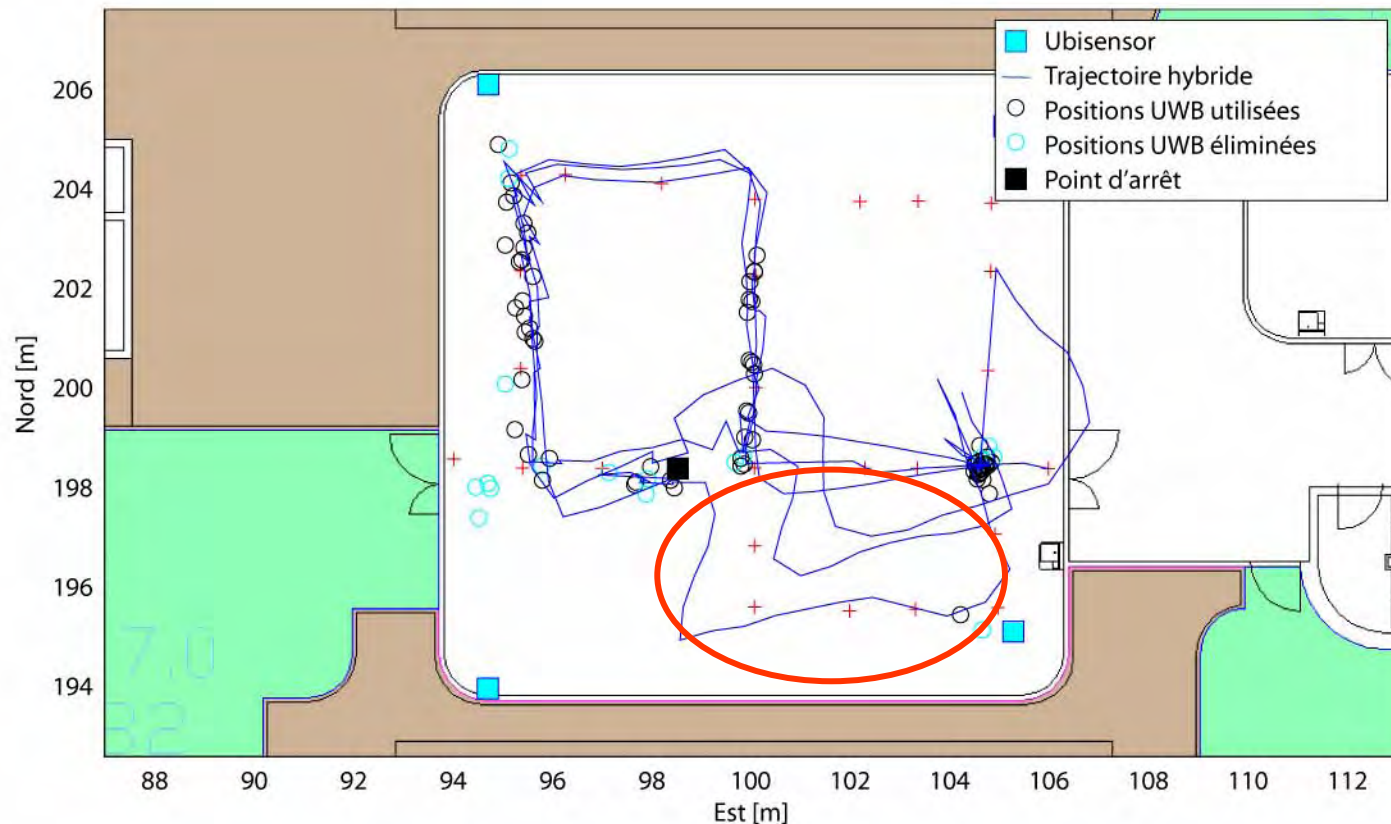 Ubisensor
Trajectoire hybride
Positions UWB utilisées
Positions UWB éliminées
Point d'arrêt
206
204
202
200
198
196
194
Nord [m]
7.0
32
88 90 92 94 96 98 100 102 104 106 108 110 112
Est [m]